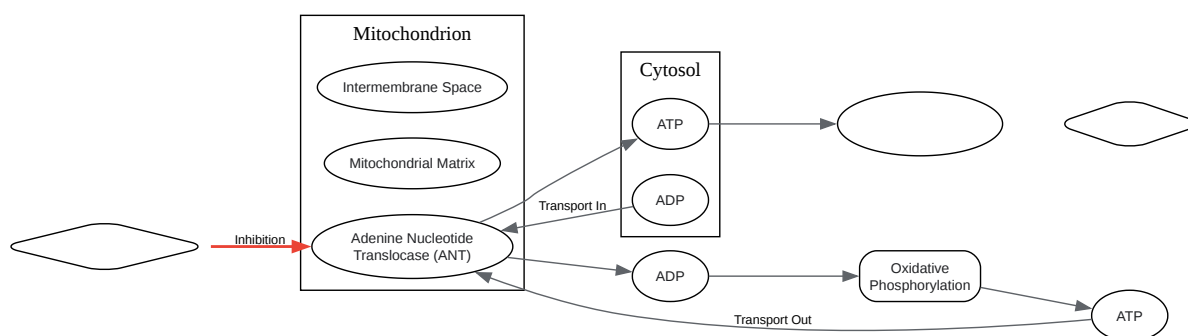 Mitochondrion
Intermembrane Space
Cytosol
ATP
Mitochondrial Matrix
ADP
Transport In
Inhibition
Adenine Nucleotide
Translocase (ANT)
ADP
Oxidative
Phosphorylation
Transport Out
ATP